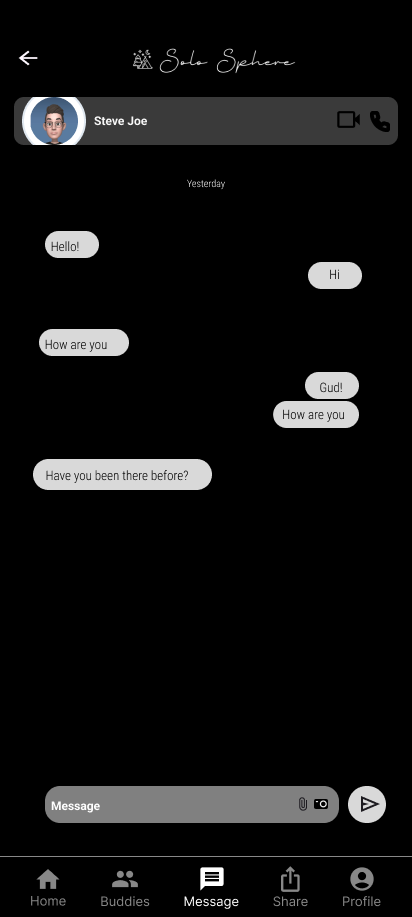 Solo Sphere
Steve Joe
Yesterday
Hello!
Hi
How are you
Gud!
How are you
Have you been there before?
Message
Home Buddies Message Share Profile